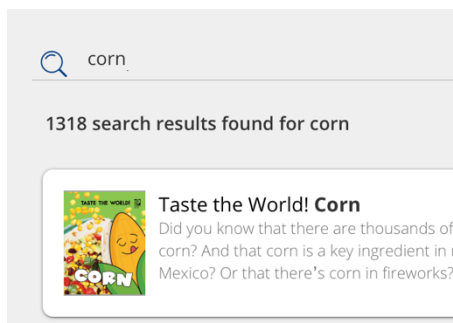 corn
1318 search results found for corn
TASTE THE WORLD!
CORN
Taste the World! Corn
Did you know that there are thousands of
corn? And that corn is a key ingredient in
Mexico? Or that there's corn in fireworks?